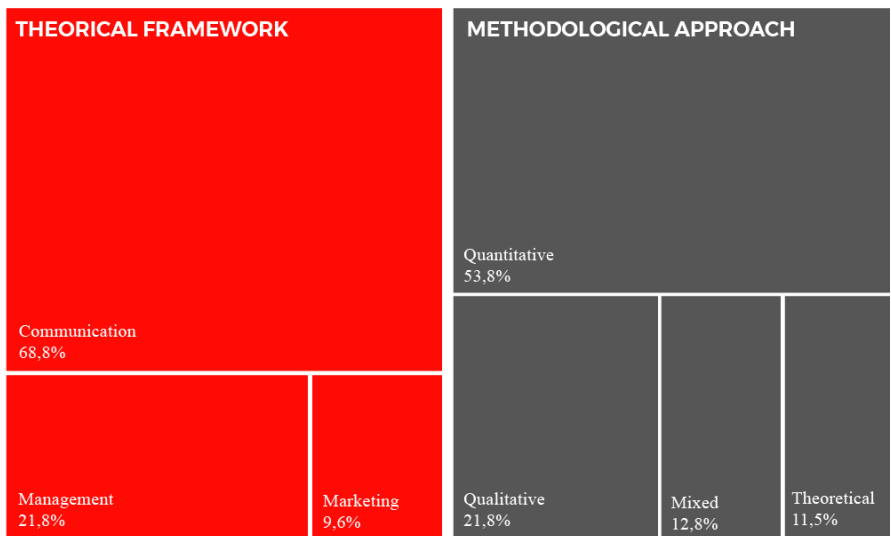 THEORICAL FRAMEWORK
Communication
68,8%
Management
21,8%
Marketing
9,6%
METHODOLOGICAL APPROACH
Quantitative
53,8%
Qualitative
21,8%
Mixed
12,8%
Theoretical
11,5%